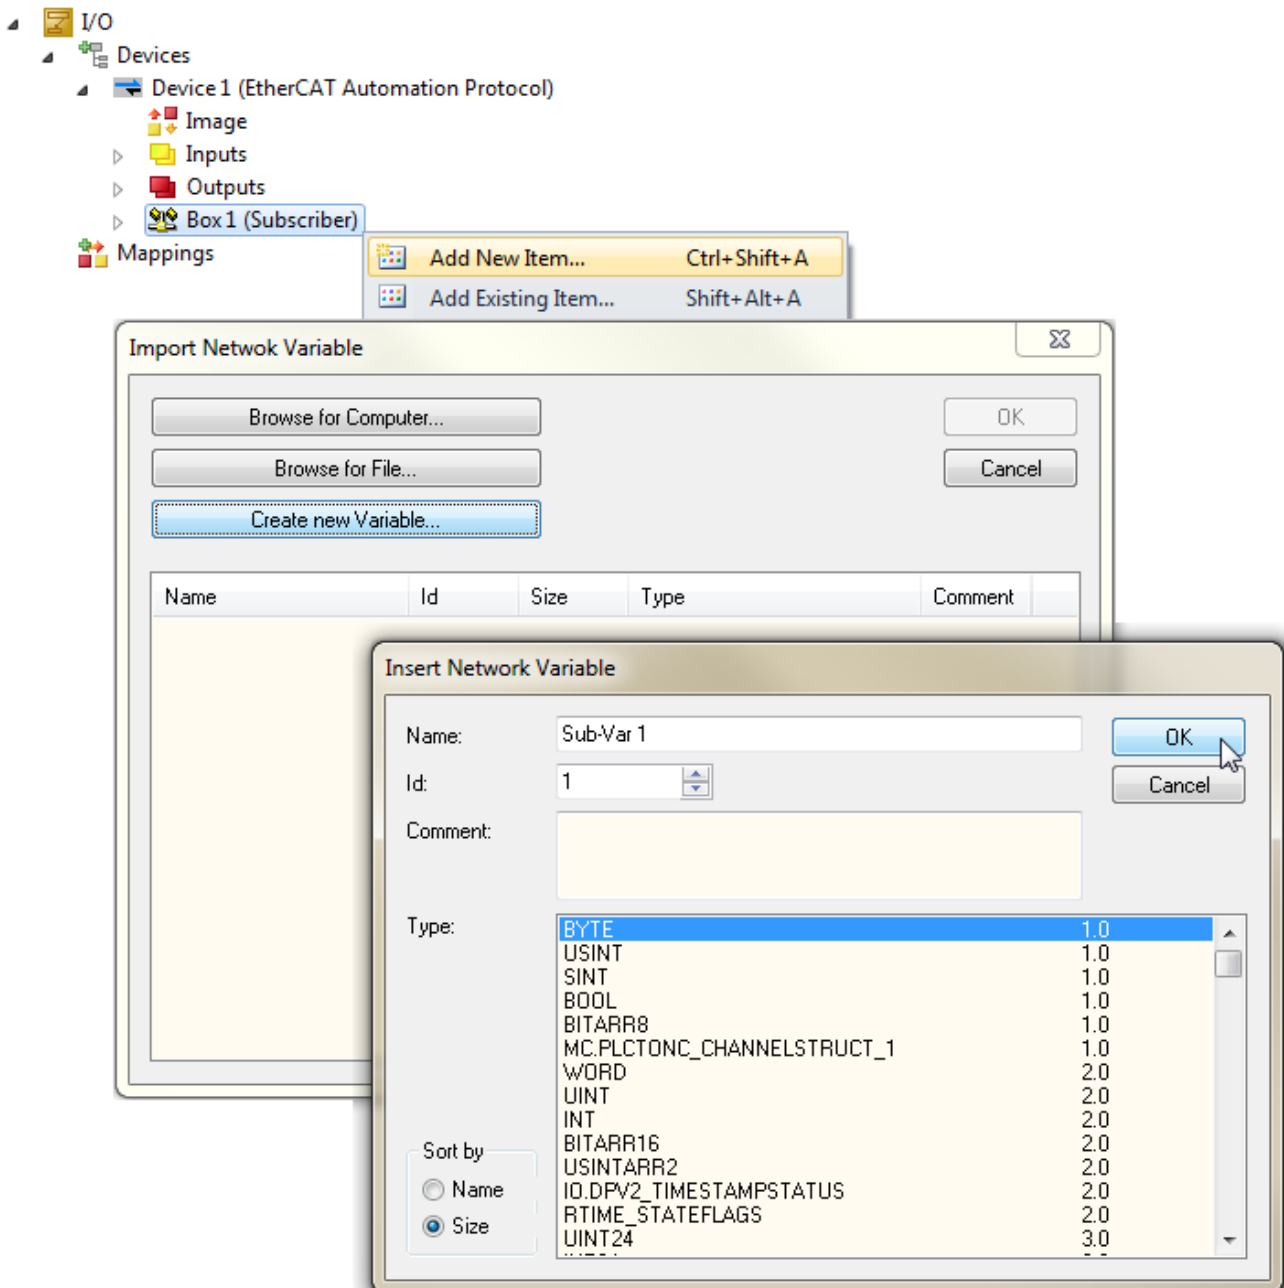 I/O
Devices
Device 1 (EtherCAT Automation Protocol)
Image
Inputs
Outputs
Box 1 (Subscriber)
Mappings
Add New Item... Ctrl+Shift+A
Add Existing Item... Shift+Alt+A
Import Netwok Variable
Browse for Computer...
OK
Browse for File...
Cancel
Create new Variable...
Name Id Size Type Comment
Insert Network Variable
Name: Sub-Var 1
OK
Id: 1
Cancel
Comment:
Type:
BYTE 1.0
USINT 1.0
SINT 1.0
BOOL 1.0
BITARR8 1.0
MC.PLCTONC_CHANNELSTRUCT_1 1.0
WORD 2.0
UINT 2.0
INT 2.0
BITARR16 2.0
USINTARR2 2.0
IO.DPV2_TIMESTAMPSTATUS 2.0
RTIME_STATEFLAGS 2.0
UINT24 3.0
Sort by
Name
Size